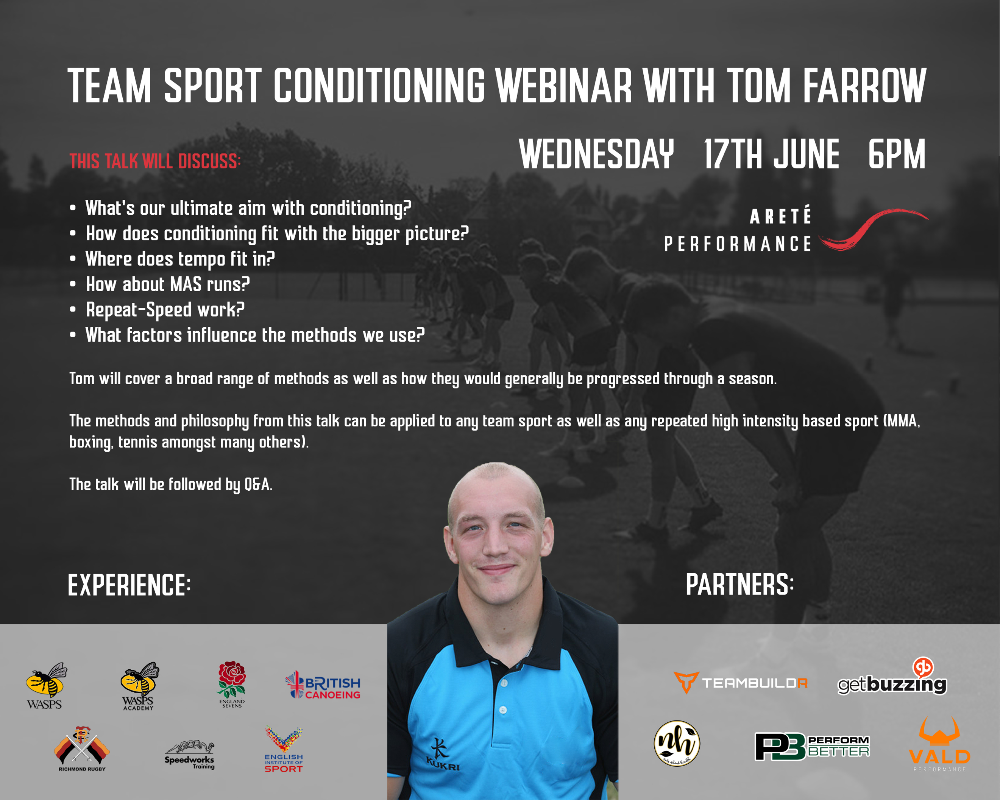 TEAM SPORT CONDITIONING WEBINAR WITH TOM FARROW
WEDNESDAY 17TH JUNE 6PM
THIS TALK WILL DISCUSS:
• What's our ultimate aim with conditioning?
• How does conditioning fit with the bigger picture?
• Where does tempo fit in?
• How about MAS runs?
• Repeat-Speed work?
• What factors influence the methods we use?
ARETÉ
PERFORMANCE
Tom will cover a broad range of methods as well as how they would generally be progressed through a season.
The methods and philosophy from this talk can be applied to any team sport as well as any repeated high intensity based sport (MMA,
boxing, tennis amongst many others).
The talk will be followed by Q&A.
EXPERIENCE:
WASPS
WASPS
ACADEMY
ENGLAND
SEVENS
BRITISH
CANOEING
R
RICHMOND RUGBY
Speedworks
Training
ENGLISH
INSTITUTE OF
SPORT
KUKRI
PARTNERS:
TEAMBUILDR
gb
getbuzzing
nh
nuts about health
PB
PERFORM
BETTER
VALD
PERFORMANCE